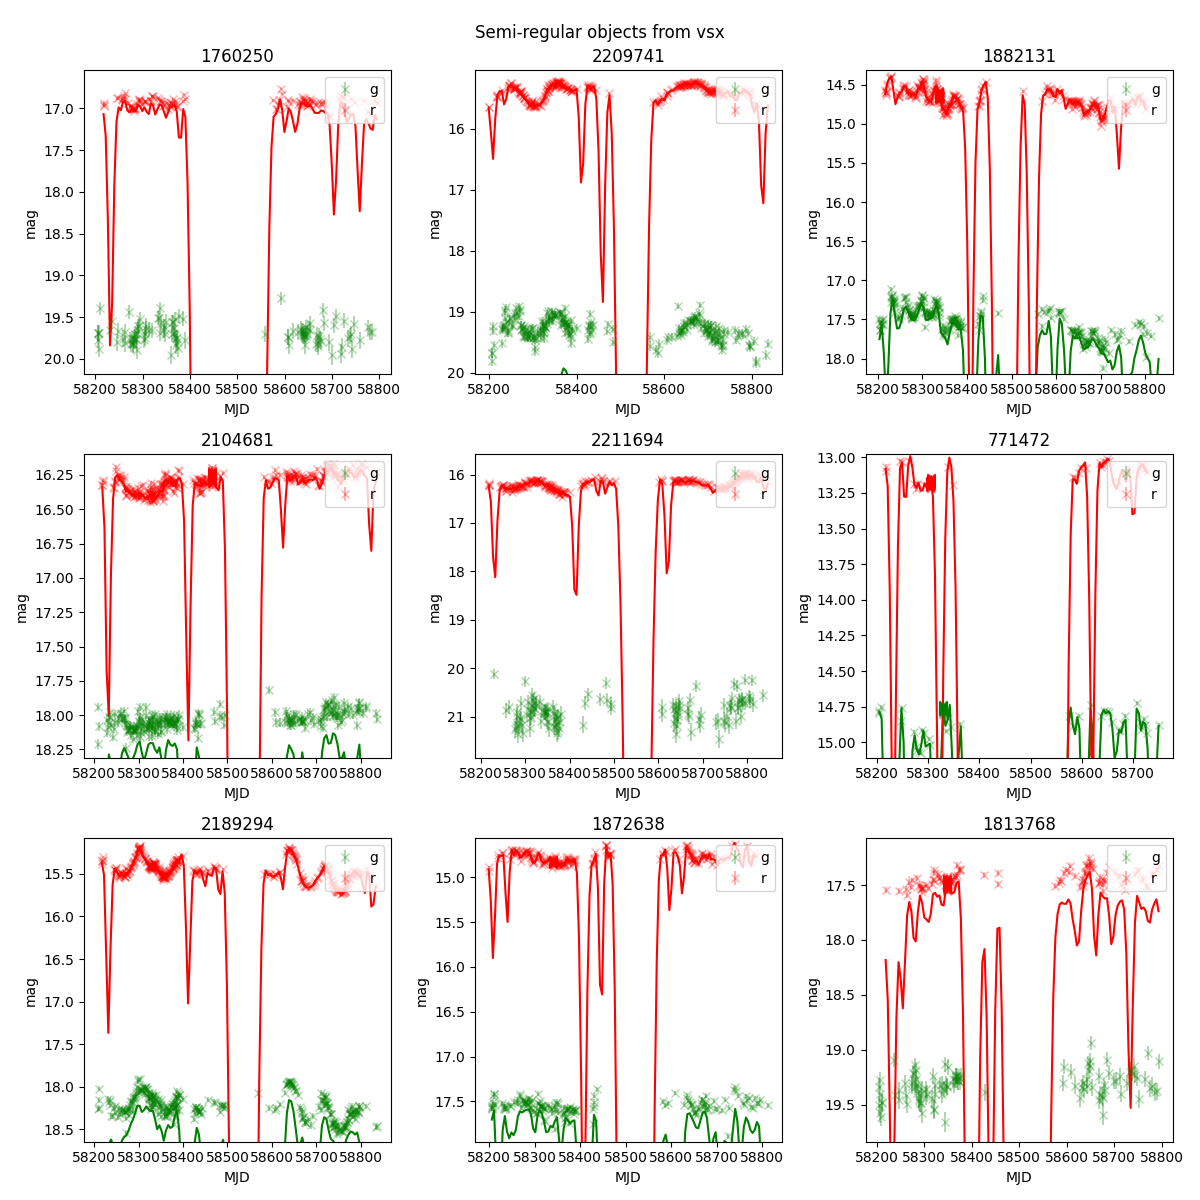 Semi-regular objects from vsx
1760250
17.0
17.5
18.0
18.5
19.0
19.5
20.0
mag
58200 58300 58400 58500 58600 58700 58800
MJD
g
r
2209741
16
17
18
19
20
mag
58200 58400 58600 58800
MJD
g
r
1882131
14.5
15.0
15.5
16.0
16.5
17.0
17.5
18.0
mag
58200 58300 58400 58500 58600 58700 58800
MJD
g
r
2104681
16.25
16.50
16.75
17.00
17.25
17.50
17.75
18.00
18.25
mag
58200 58300 58400 58500 58600 58700 58800
MJD
g
r
2211694
16
17
18
19
20
21
mag
58200 58300 58400 58500 58600 58700 58800
MJD
g
r
771472
13.00
13.25
13.50
13.75
14.00
14.25
14.50
14.75
15.00
mag
58200 58300 58400 58500 58600 58700
MJD
g
r
2189294
15.5
16.0
16.5
17.0
17.5
18.0
18.5
mag
58200 58300 58400 58500 58600 58700 58800
MJD
g
r
1872638
15.0
15.5
16.0
16.5
17.0
17.5
mag
58200 58300 58400 58500 58600 58700 58800
MJD
g
r
1813768
17.5
18.0
18.5
19.0
19.5
mag
58200 58300 58400 58500 58600 58700 58800
MJD
g
r